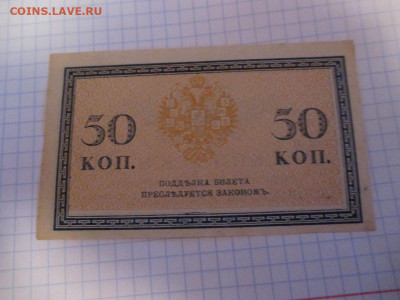 COINS.LAVE.RU
50 50
КОП. КОП.
ПОДДѢЛКА БИЛЕТА
ПРЕСЛѢДУЕТСЯ ЗАКОНОМЪ.